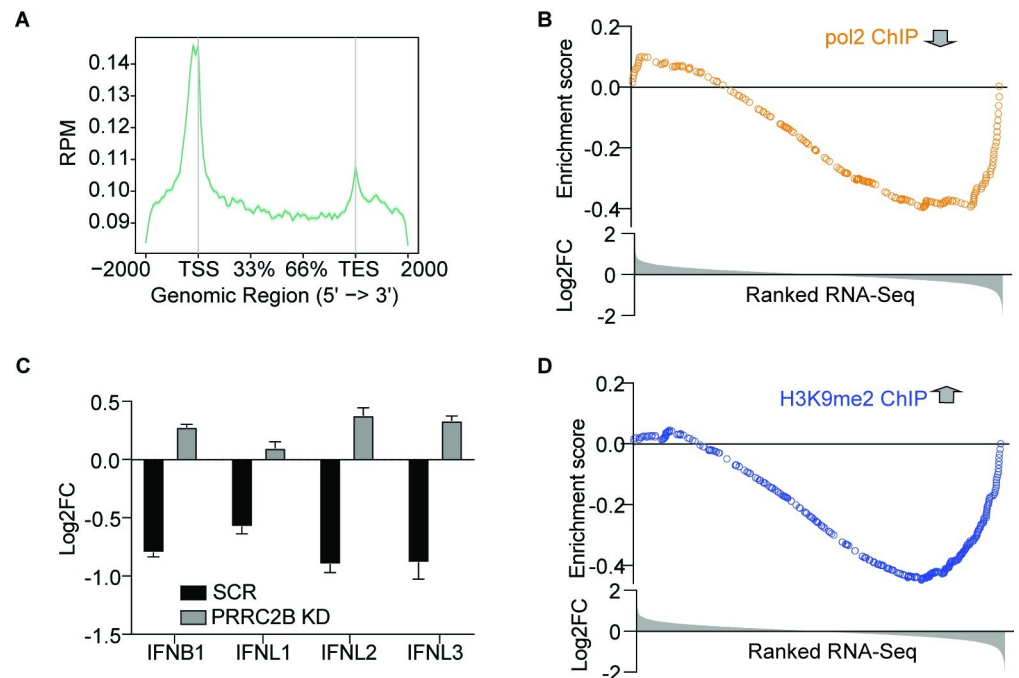 A
RPM
0.14
0.13
0.12
0.11
0.10
0.09
−2000 TSS 33% 66% TES 2000
Genomic Region (5' −> 3')
B
pol2 ChIP
Enrichment score
0.2
0.0
-0.2
-0.4
Log2FC
2
0
-2
Ranked RNA-Seq
C
Log2FC
0.5
0.0
-0.5
-1.0
-1.5
SCR
PRRC2B KD
IFNB1 IFNL1 IFNL2 IFNL3
D
H3K9me2 ChIP
Enrichment score
0.2
0.0
-0.2
-0.4
Log2FC
2
0
-2
Ranked RNA-Seq